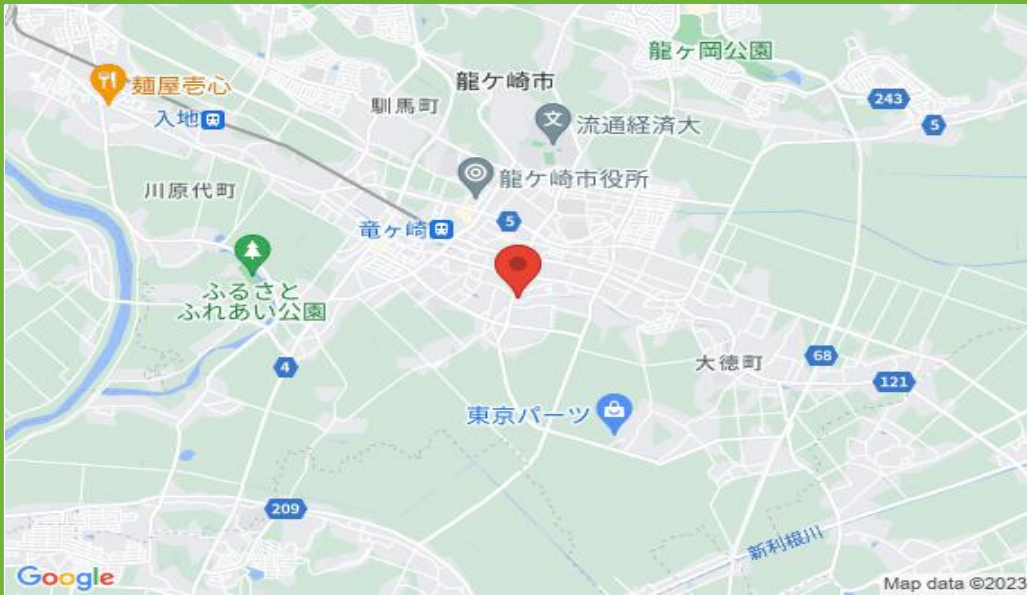 龍ヶ岡公園
麺屋壱心
龍ケ崎市
馴馬町
243
5
入地
流通経済大
龍ケ崎市役所
川原代町
竜ヶ崎
5
ふるさと
ふれあい公園
4
大徳町
68
121
東京パーツ
209
新利根川
Google
Map data ©2023